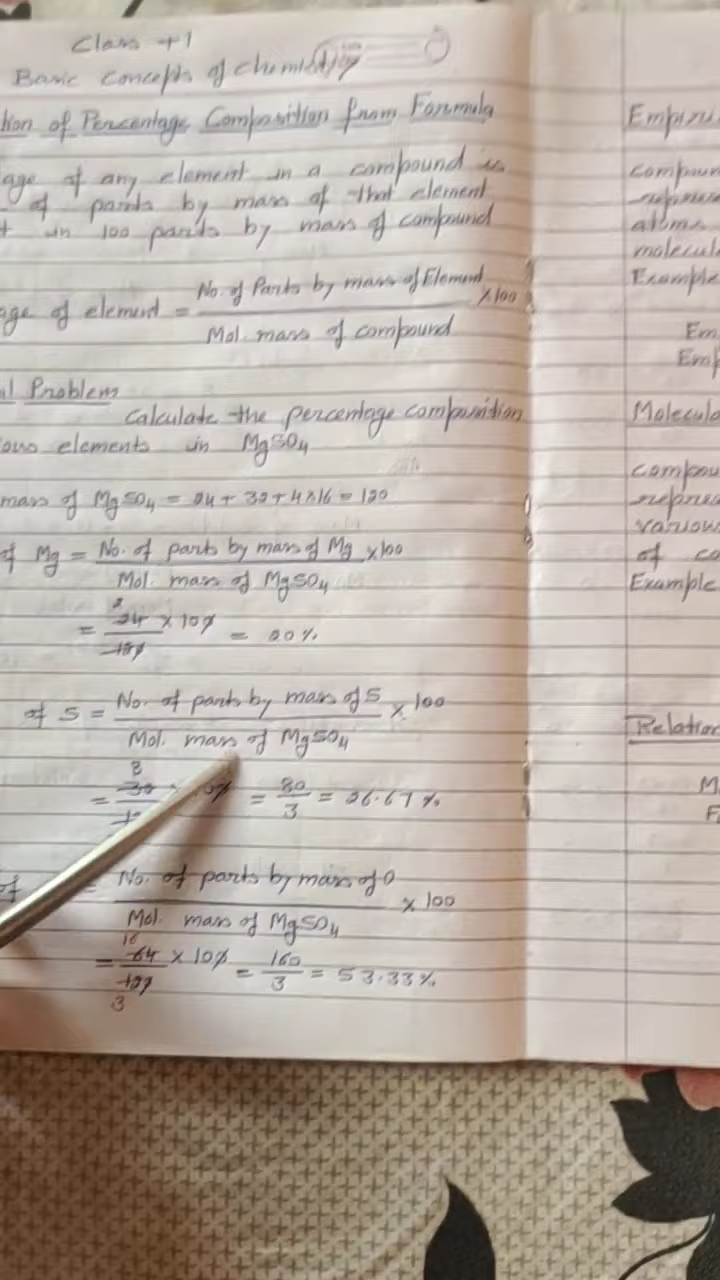 Class +1
Basic Concepts of Chemistry
tion of Percentage Composition from Formula
age of any element in a compound is
of parts by mass of that element
t in 100 parts by mass of compound
age of element = No. of Parts by mass of Element / Mol. mass of compound × 100
al Problem
Calculate the percentage composition
ous elements in MgSO4
mass of MgSO4 = 24 + 32 + 4×16 = 120
of Mg = No. of parts by mass of Mg / Mol. mass of MgSO4 × 100
= 24 / 120 × 100 = 20%
of S = No. of parts by mass of S / Mol. mass of MgSO4 × 100
= 80 / 3 = 26.67%
of = No. of parts by mass of O / Mol. mass of MgSO4 × 100
= 64 / 120 × 100 = 160 / 3 = 53.33%
16
3
Empiri
compoun
represe
atoms
molecul
Example
Em
Emp
Molecula
compou
represe
various
of co
Example
Relation
M.